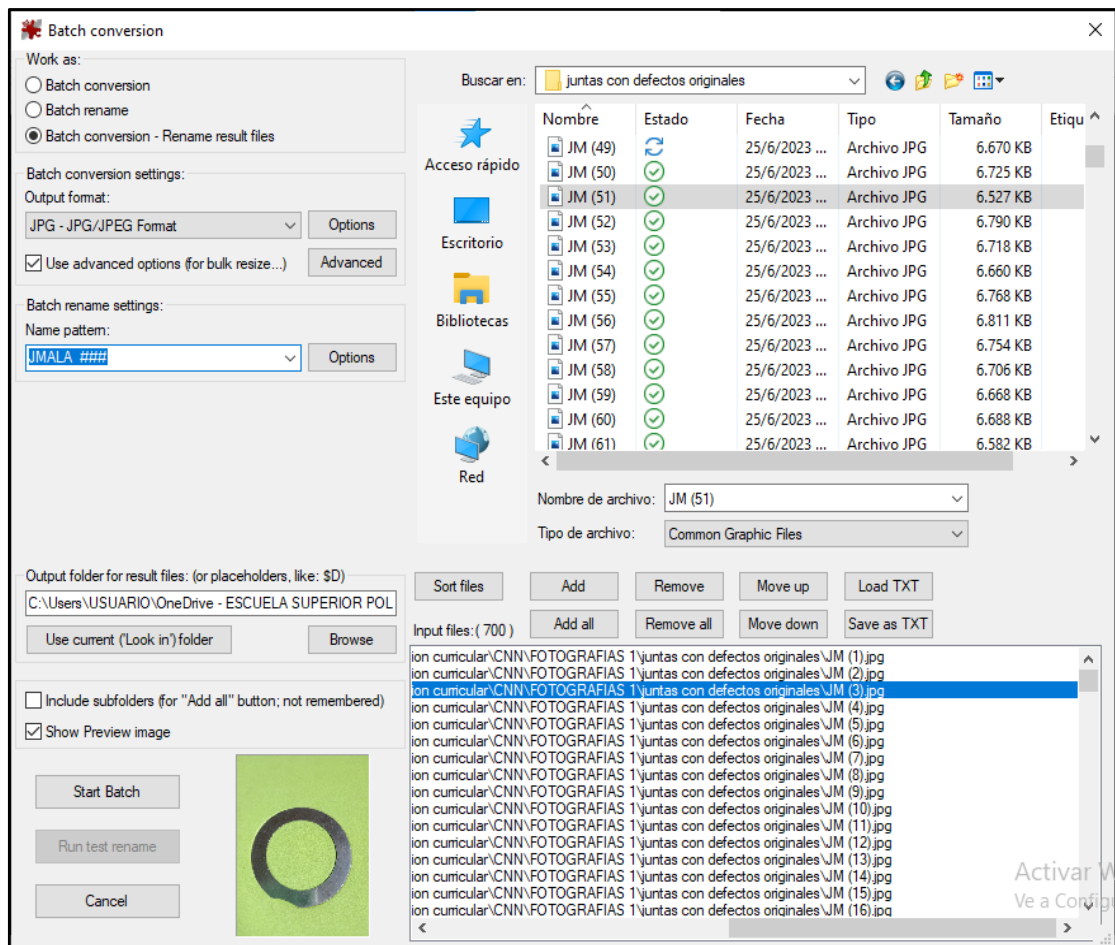 Batch conversion
Work as:
Batch conversion
Batch rename
Batch conversion - Rename result files
Batch conversion settings:
Output format:
JPG - JPG/JPEG Format
Options
Use advanced options (for bulk resize...)
Advanced
Batch rename settings:
Name pattern:
JMALA ###
Options
Buscar en:
juntas con defectos originales
Acceso rápido
Escritorio
Bibliotecas
Este equipo
Red
Nombre Estado Fecha Tipo Tamaño Etiqu
JM (49) 25/6/2023 ... Archivo JPG 6.670 KB
JM (50) 25/6/2023 ... Archivo JPG 6.725 KB
JM (51) 25/6/2023 ... Archivo JPG 6.527 KB
JM (52) 25/6/2023 ... Archivo JPG 6.790 KB
JM (53) 25/6/2023 ... Archivo JPG 6.718 KB
JM (54) 25/6/2023 ... Archivo JPG 6.660 KB
JM (55) 25/6/2023 ... Archivo JPG 6.768 KB
JM (56) 25/6/2023 ... Archivo JPG 6.811 KB
JM (57) 25/6/2023 ... Archivo JPG 6.754 KB
JM (58) 25/6/2023 ... Archivo JPG 6.706 KB
JM (59) 25/6/2023 ... Archivo JPG 6.668 KB
JM (60) 25/6/2023 ... Archivo JPG 6.688 KB
JM (61) 25/6/2023 ... Archivo JPG 6.582 KB
Nombre de archivo: JM (51)
Tipo de archivo: Common Graphic Files
Output folder for result files: (or placeholders, like: $D)
C:\Users\USUARIO\OneDrive - ESCUELA SUPERIOR POL
Use current ('Look in') folder
Browse
Include subfolders (for "Add all" button; not remembered)
Show Preview image
Start Batch
Run test rename
Cancel
Sort files Add Remove Move up Load TXT
Input files: ( 700 ) Add all Remove all Move down Save as TXT
ion curricular\CNN\FOTOGRAFIAS 1\juntas con defectos originales\JM (1).jpg
ion curricular\CNN\FOTOGRAFIAS 1\juntas con defectos originales\JM (2).jpg
ion curricular\CNN\FOTOGRAFIAS 1\juntas con defectos originales\JM (3).jpg
ion curricular\CNN\FOTOGRAFIAS 1\juntas con defectos originales\JM (4).jpg
ion curricular\CNN\FOTOGRAFIAS 1\juntas con defectos originales\JM (5).jpg
ion curricular\CNN\FOTOGRAFIAS 1\juntas con defectos originales\JM (6).jpg
ion curricular\CNN\FOTOGRAFIAS 1\juntas con defectos originales\JM (7).jpg
ion curricular\CNN\FOTOGRAFIAS 1\juntas con defectos originales\JM (8).jpg
ion curricular\CNN\FOTOGRAFIAS 1\juntas con defectos originales\JM (9).jpg
ion curricular\CNN\FOTOGRAFIAS 1\juntas con defectos originales\JM (10).jpg
ion curricular\CNN\FOTOGRAFIAS 1\juntas con defectos originales\JM (11).jpg
ion curricular\CNN\FOTOGRAFIAS 1\juntas con defectos originales\JM (12).jpg
ion curricular\CNN\FOTOGRAFIAS 1\juntas con defectos originales\JM (13).jpg
ion curricular\CNN\FOTOGRAFIAS 1\juntas con defectos originales\JM (14).jpg
ion curricular\CNN\FOTOGRAFIAS 1\juntas con defectos originales\JM (15).jpg
ion curricular\CNN\FOTOGRAFIAS 1\juntas con defectos originales\JM (16).jpg
Activar W
Ve a Configu